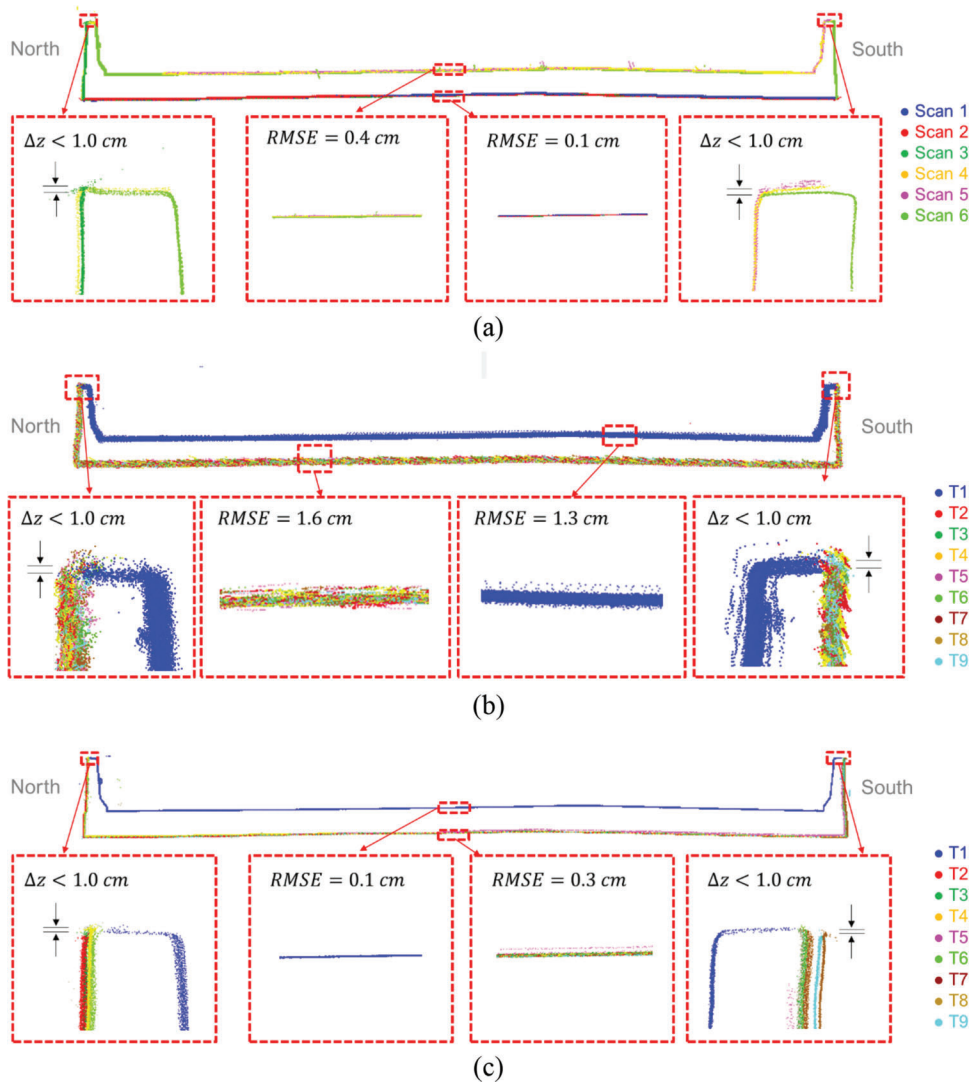 North
South
Δz < 1.0 cm
RMSE = 0.4 cm
RMSE = 0.1 cm
Δz < 1.0 cm
Scan 1
Scan 2
Scan 3
Scan 4
Scan 5
Scan 6
(a)
North
South
Δz < 1.0 cm
RMSE = 1.6 cm
RMSE = 1.3 cm
Δz < 1.0 cm
T1
T2
T3
T4
T5
T6
T7
T8
T9
(b)
North
South
Δz < 1.0 cm
RMSE = 0.1 cm
RMSE = 0.3 cm
Δz < 1.0 cm
T1
T2
T3
T4
T5
T6
T7
T8
T9
(c)